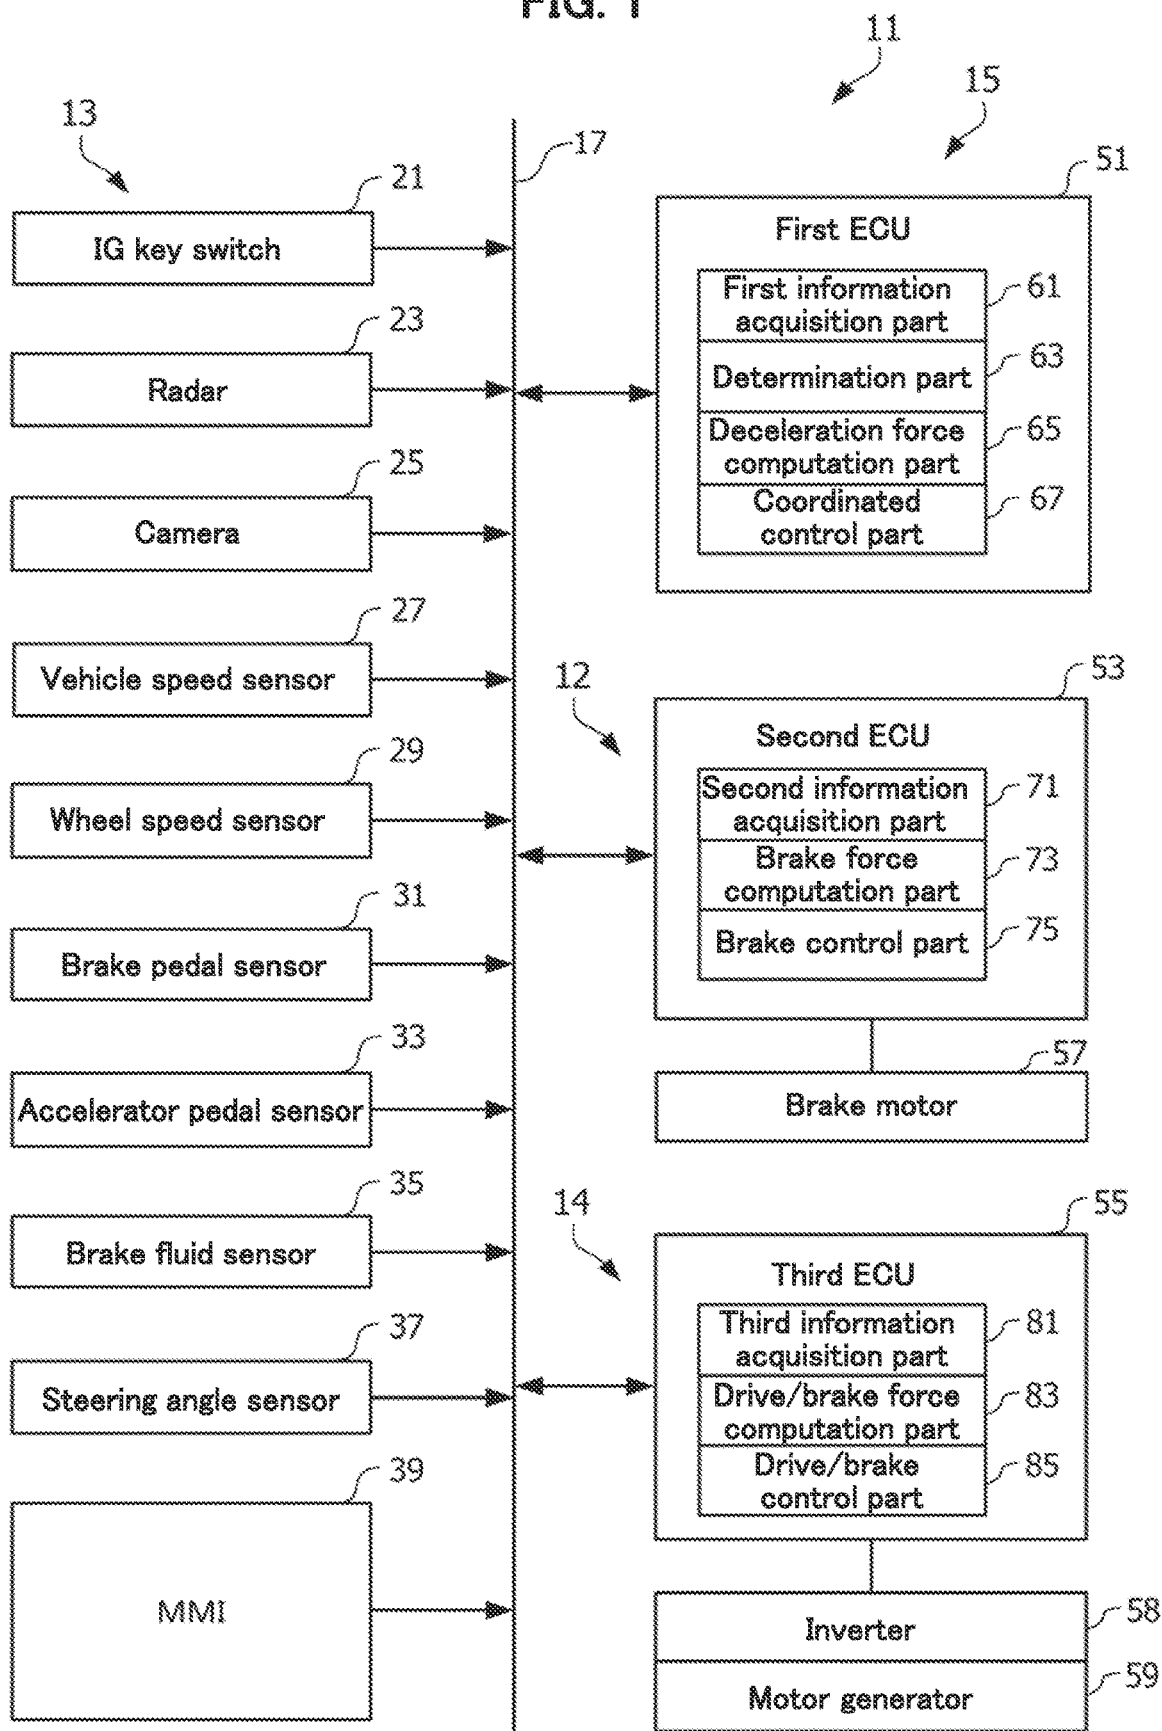 FIG. 1
11
15
13
17
21
IG key switch
23
Radar
25
Camera
27
Vehicle speed sensor
29
Wheel speed sensor
31
Brake pedal sensor
33
Accelerator pedal sensor
35
Brake fluid sensor
37
Steering angle sensor
39
MMI
51
First ECU
First information
acquisition part
61
Determination part
63
Deceleration force
computation part
65
Coordinated
control part
67
12
53
Second ECU
Second information
acquisition part
71
Brake force
computation part
73
Brake control part
75
57
Brake motor
14
55
Third ECU
Third information
acquisition part
81
Drive/brake force
computation part
83
Drive/brake
control part
85
Inverter
58
Motor generator
59